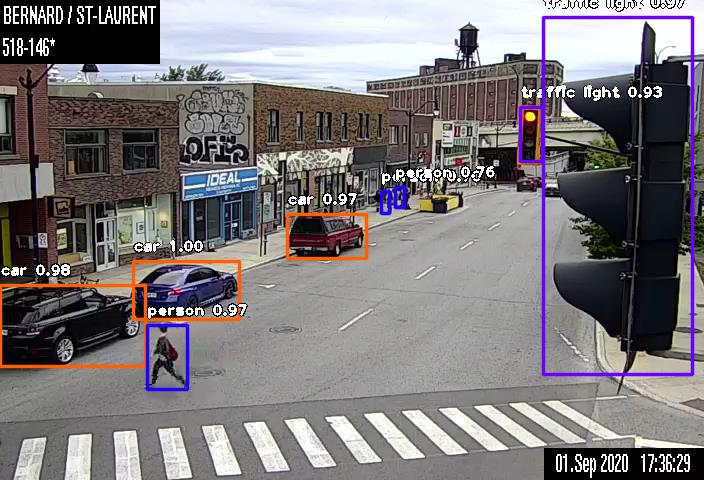 BERNARD / ST-LAURENT
518-146*
traffic light 0.97
traffic light 0.93
person 0.76
car 0.97
car 1.00
car 0.98
person 0.97
IDEAL
LOFTS
01.Sep 2020 17:36:29